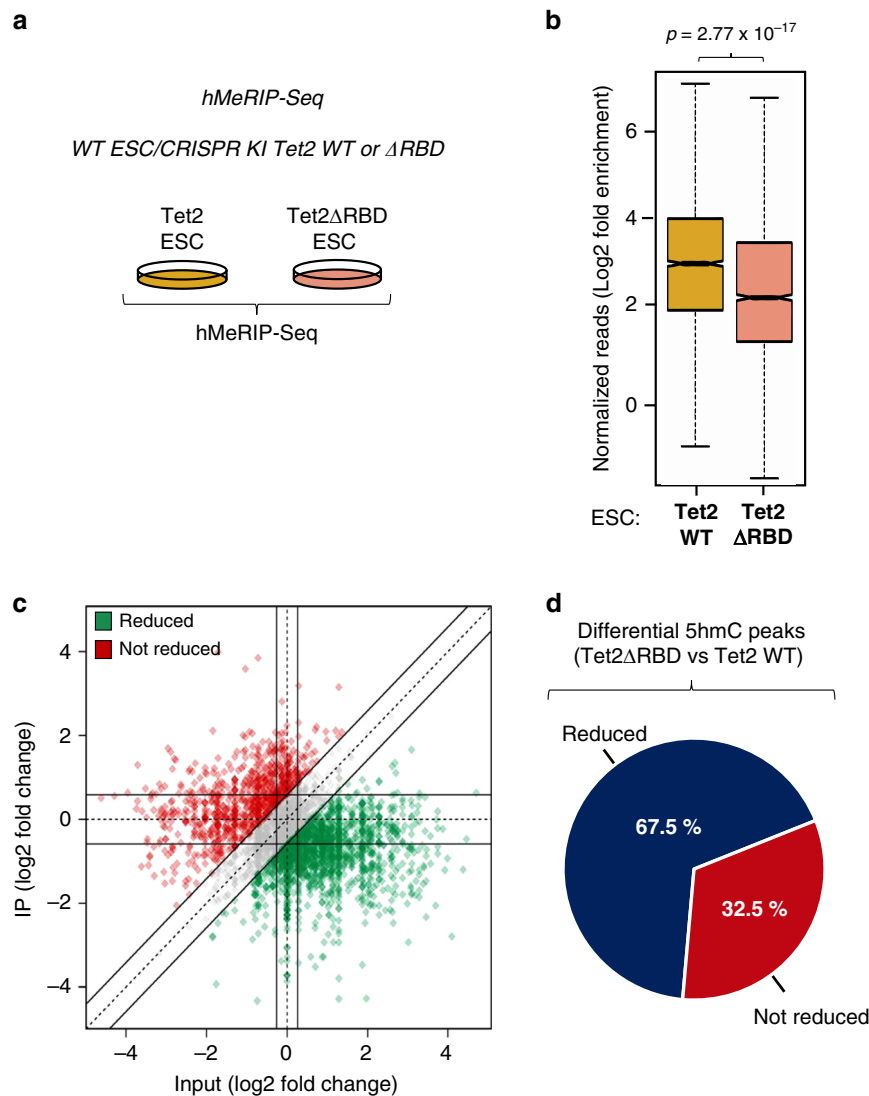 a
hMeRIP-Seq
WT ESC/CRISPR KI Tet2 WT or ΔRBD
Tet2
ESC
Tet2ΔRBD
ESC
hMeRIP-Seq
b
p = 2.77 x 10⁻¹⁷
Normalized reads (Log2 fold enrichment)
6
4
2
0
ESC:
Tet2
WT
Tet2
ΔRBD
c
Reduced
Not reduced
IP (log2 fold change)
4
2
0
–2
–4
–4
–2
0
2
4
Input (log2 fold change)
d
Differential 5hmC peaks
(Tet2ΔRBD vs Tet2 WT)
Reduced
67.5 %
32.5 %
Not reduced